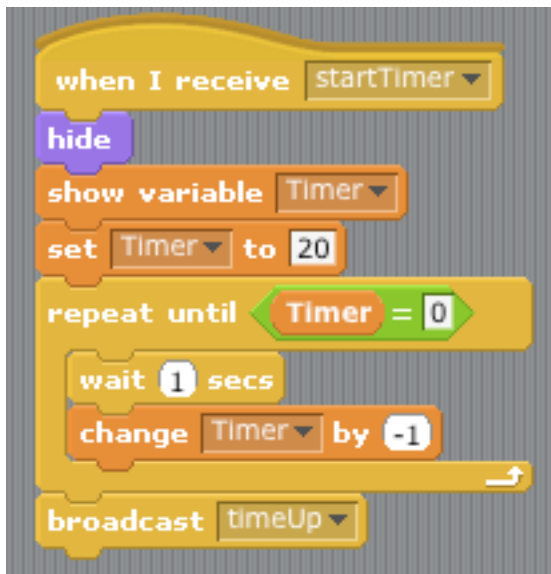 when I receive startTimer
hide
show variable Timer
set Timer to 20
repeat until Timer = 0
wait 1 secs
change Timer by -1
broadcast timeUp